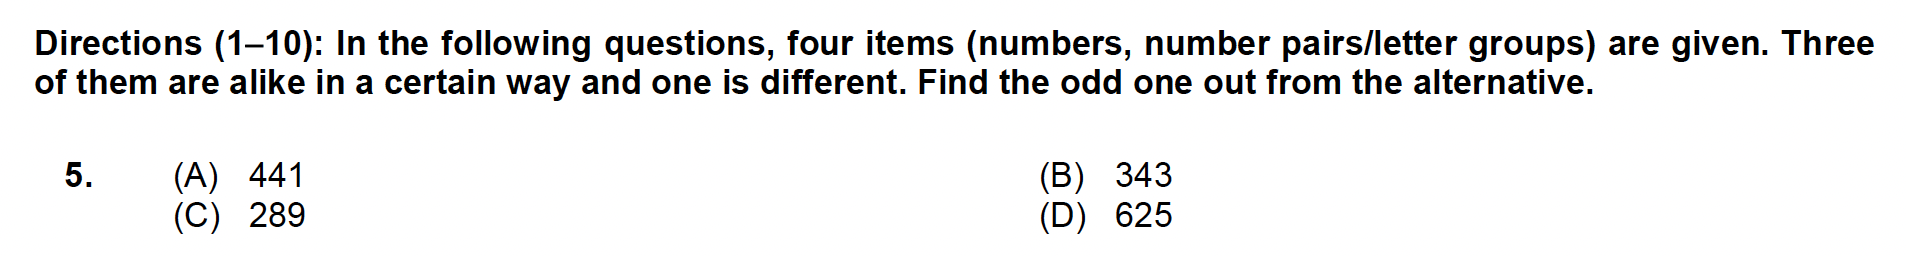 Directions (1–10): In the following questions, four items (numbers, number pairs/letter groups) are given. Three
of them are alike in a certain way and one is different. Find the odd one out from the alternative.
5. (A) 441 (B) 343
(C) 289 (D) 625